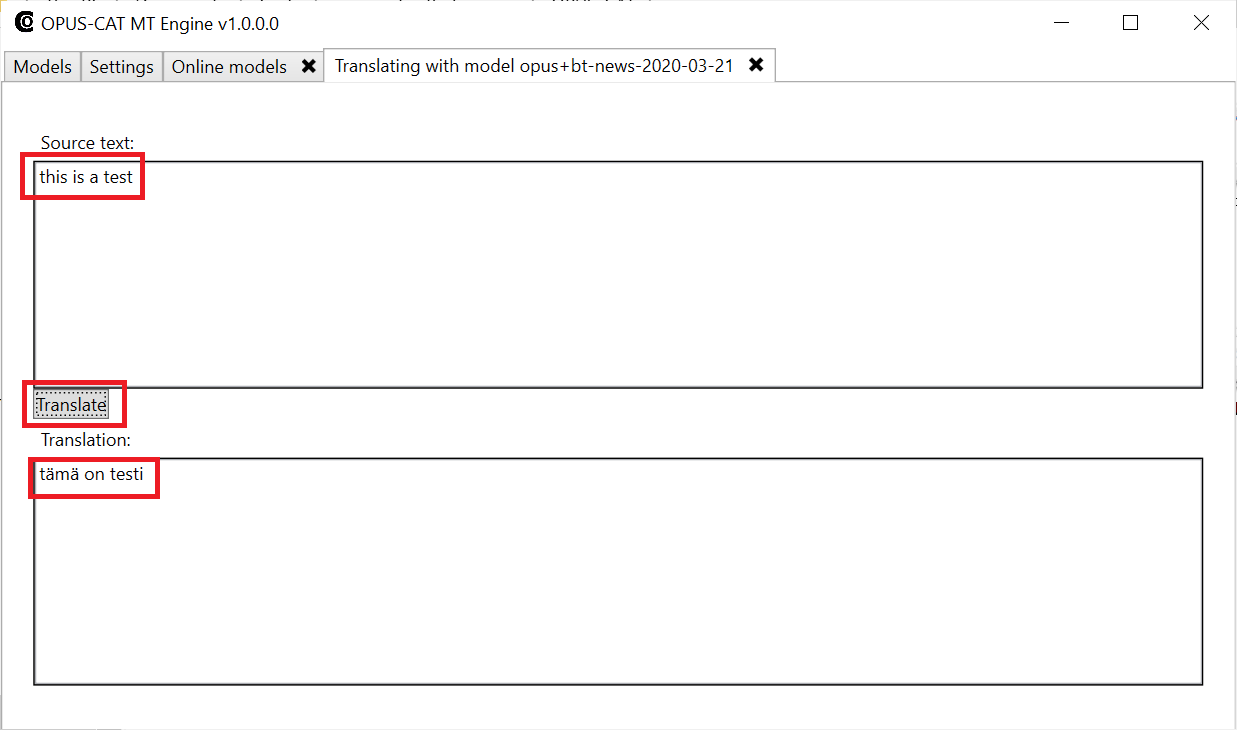 OPUS-CAT MT Engine v1.0.0.0
Models Settings Online models Translating with model opus+bt-news-2020-03-21
Source text:
this is a test
Translate
Translation:
tämä on testi